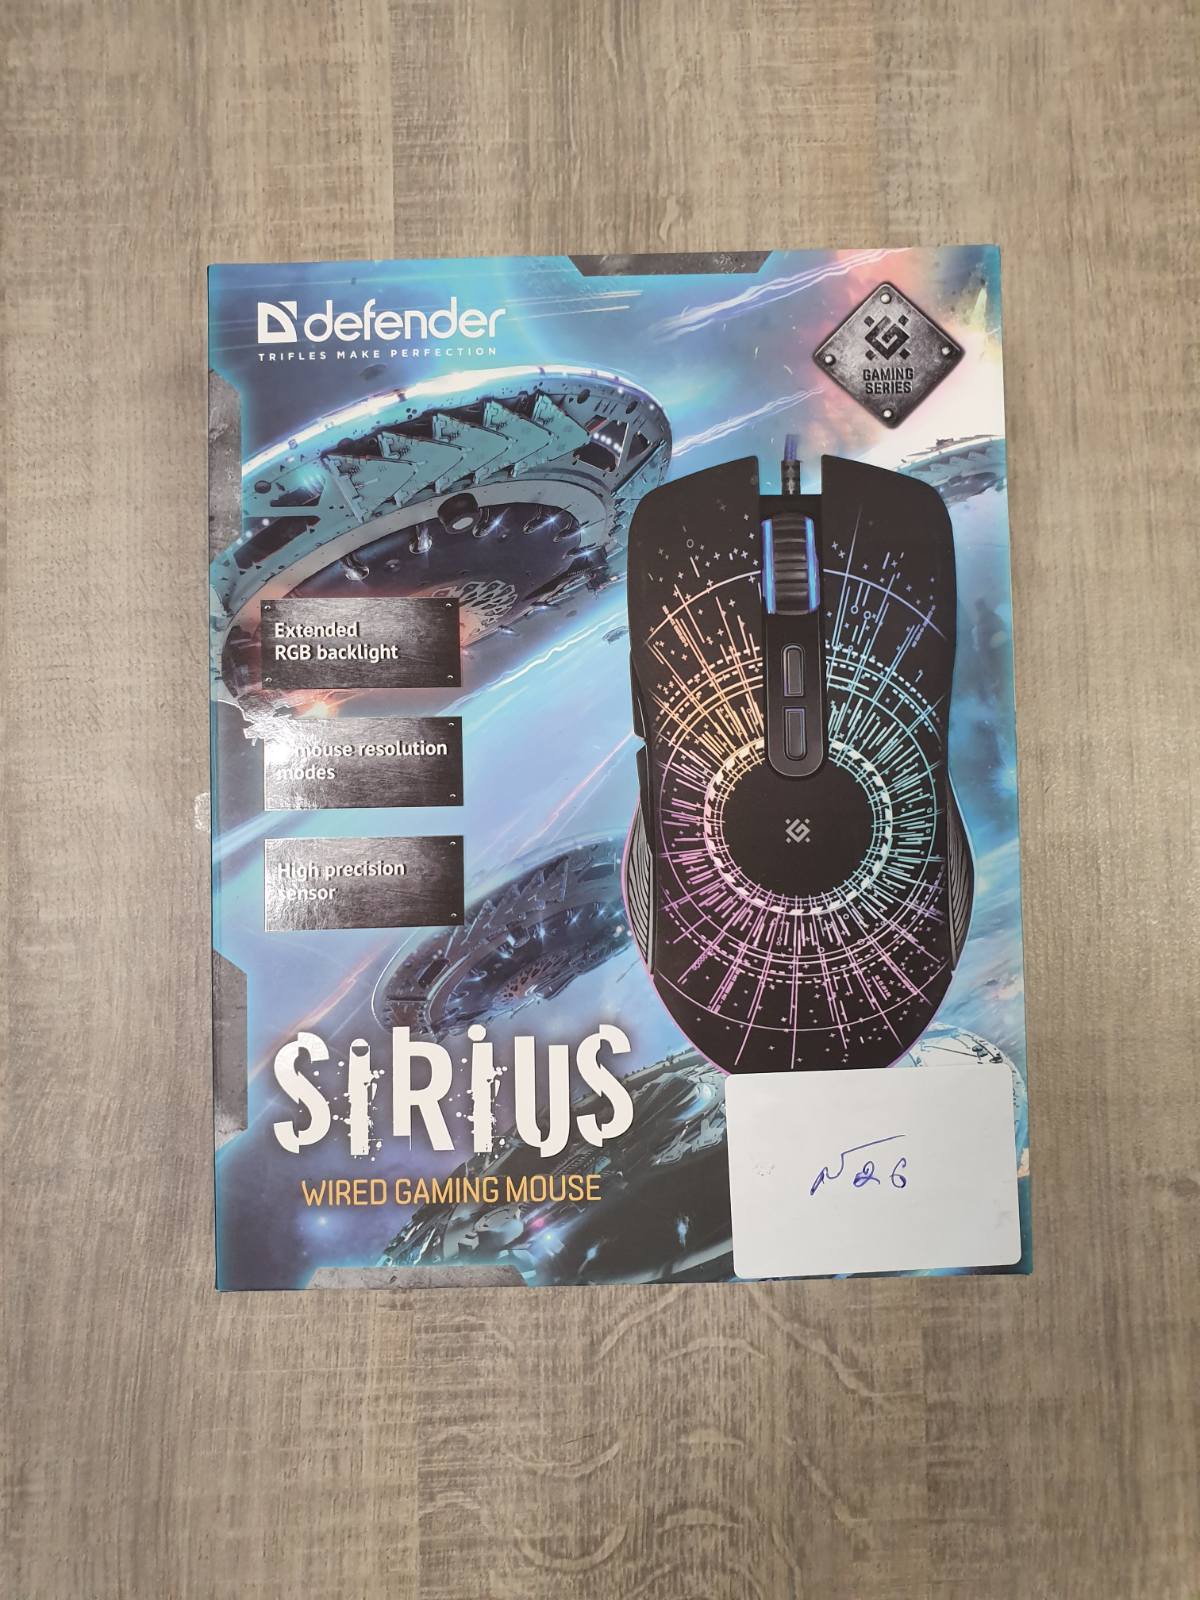 defender
TRIFLES MAKE PERFECTION
GAMING
SERIES
Extended
RGB backlight
mouse resolution
modes
High precision
sensor
SIRIUS
WIRED GAMING MOUSE
26